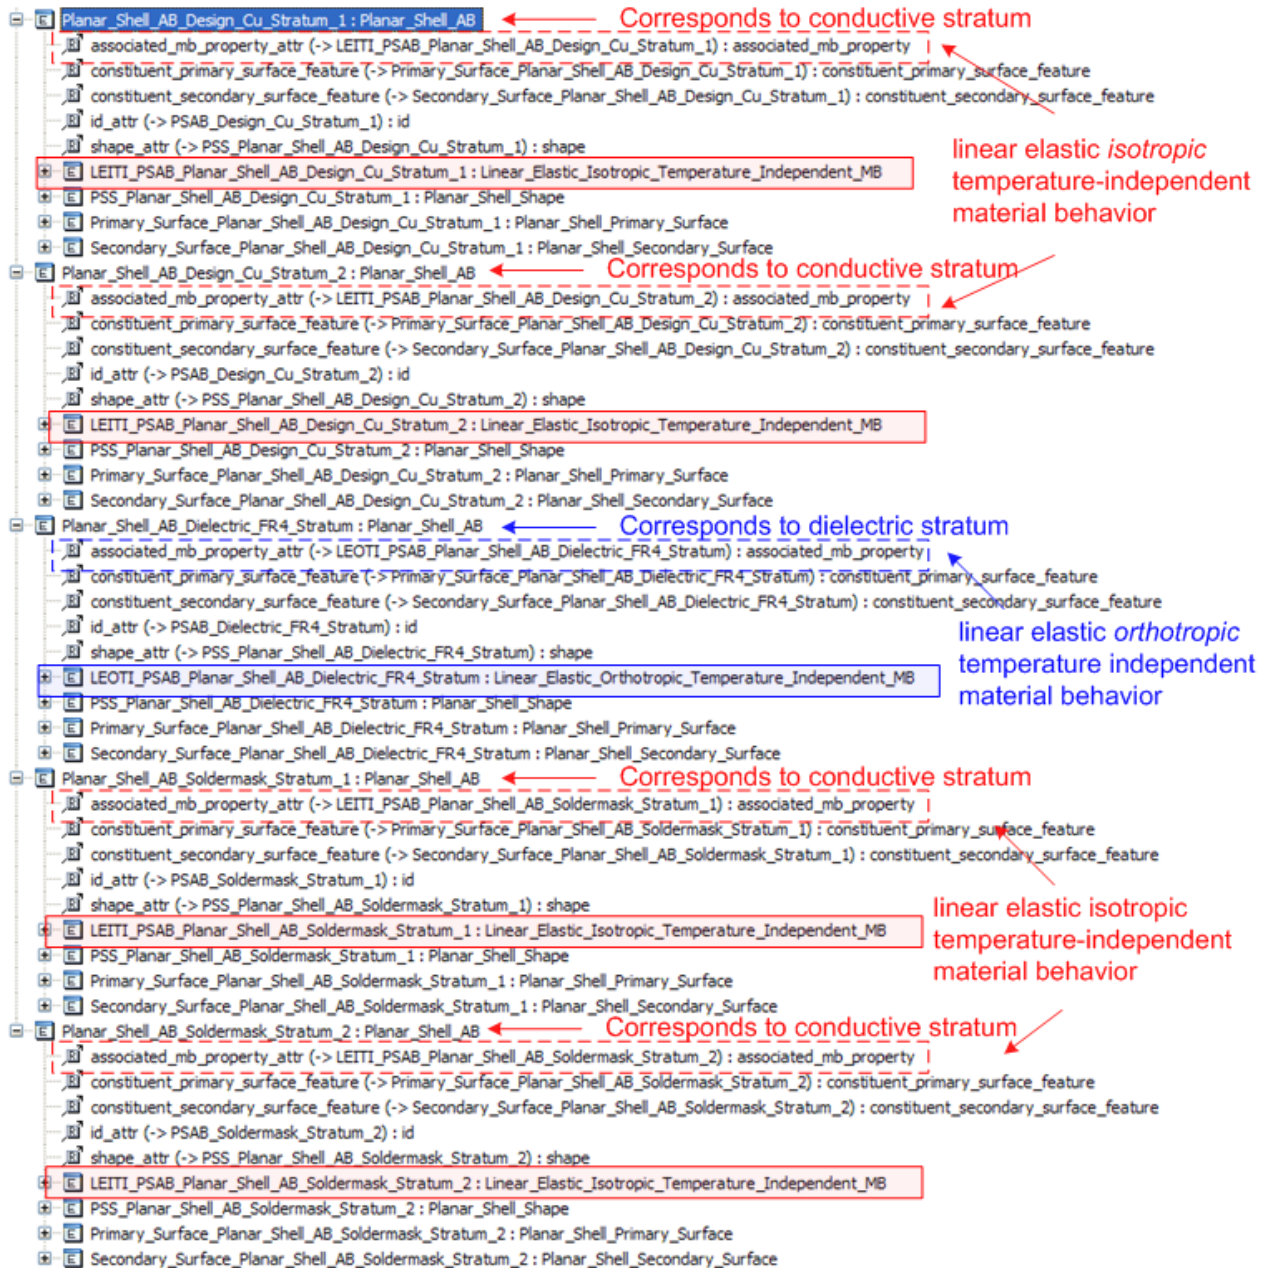 Planar_Shell_AB_Design_Cu_Stratum_1 : Planar_Shell_AB
Corresponds to conductive stratum
associated_mb_property_attr (-> LEITI_PSAB_Planar_Shell_AB_Design_Cu_Stratum_1) : associated_mb_property
constituent_primary_surface_feature (-> Primary_Surface_Planar_Shell_AB_Design_Cu_Stratum_1) : constituent_primary_surface_feature
constituent_secondary_surface_feature (-> Secondary_Surface_Planar_Shell_AB_Design_Cu_Stratum_1) : constituent_secondary_surface_feature
id_attr (-> PSAB_Design_Cu_Stratum_1) : id
shape_attr (-> PSS_Planar_Shell_AB_Design_Cu_Stratum_1) : shape
linear elastic isotropic
temperature-independent
material behavior
LEITI_PSAB_Planar_Shell_AB_Design_Cu_Stratum_1 : Linear_Elastic_Isotropic_Temperature_Independent_MB
PSS_Planar_Shell_AB_Design_Cu_Stratum_1 : Planar_Shell_Shape
Primary_Surface_Planar_Shell_AB_Design_Cu_Stratum_1 : Planar_Shell_Primary_Surface
Secondary_Surface_Planar_Shell_AB_Design_Cu_Stratum_1 : Planar_Shell_Secondary_Surface
Planar_Shell_AB_Design_Cu_Stratum_2 : Planar_Shell_AB
Corresponds to conductive stratum
associated_mb_property_attr (-> LEITI_PSAB_Planar_Shell_AB_Design_Cu_Stratum_2) : associated_mb_property
constituent_primary_surface_feature (-> Primary_Surface_Planar_Shell_AB_Design_Cu_Stratum_2) : constituent_primary_surface_feature
constituent_secondary_surface_feature (-> Secondary_Surface_Planar_Shell_AB_Design_Cu_Stratum_2) : constituent_secondary_surface_feature
id_attr (-> PSAB_Design_Cu_Stratum_2) : id
shape_attr (-> PSS_Planar_Shell_AB_Design_Cu_Stratum_2) : shape
LEITI_PSAB_Planar_Shell_AB_Design_Cu_Stratum_2 : Linear_Elastic_Isotropic_Temperature_Independent_MB
PSS_Planar_Shell_AB_Design_Cu_Stratum_2 : Planar_Shell_Shape
Primary_Surface_Planar_Shell_AB_Design_Cu_Stratum_2 : Planar_Shell_Primary_Surface
Secondary_Surface_Planar_Shell_AB_Design_Cu_Stratum_2 : Planar_Shell_Secondary_Surface
Planar_Shell_AB_Dielectric_FR4_Stratum : Planar_Shell_AB
Corresponds to dielectric stratum
associated_mb_property_attr (-> LEOTI_PSAB_Planar_Shell_AB_Dielectric_FR4_Stratum) : associated_mb_property
constituent_primary_surface_feature (-> Primary_Surface_Planar_Shell_AB_Dielectric_FR4_Stratum) : constituent_primary_surface_feature
constituent_secondary_surface_feature (-> Secondary_Surface_Planar_Shell_AB_Dielectric_FR4_Stratum) : constituent_secondary_surface_feature
id_attr (-> PSAB_Dielectric_FR4_Stratum) : id
shape_attr (-> PSS_Planar_Shell_AB_Dielectric_FR4_Stratum) : shape
linear elastic orthotropic
temperature independent
material behavior
LEOTI_PSAB_Planar_Shell_AB_Dielectric_FR4_Stratum : Linear_Elastic_Orthotropic_Temperature_Independent_MB
PSS_Planar_Shell_AB_Dielectric_FR4_Stratum : Planar_Shell_Shape
Primary_Surface_Planar_Shell_AB_Dielectric_FR4_Stratum : Planar_Shell_Primary_Surface
Secondary_Surface_Planar_Shell_AB_Dielectric_FR4_Stratum : Planar_Shell_Secondary_Surface
Planar_Shell_AB_Soldermask_Stratum_1 : Planar_Shell_AB
Corresponds to conductive stratum
associated_mb_property_attr (-> LEITI_PSAB_Planar_Shell_AB_Soldermask_Stratum_1) : associated_mb_property
constituent_primary_surface_feature (-> Primary_Surface_Planar_Shell_AB_Soldermask_Stratum_1) : constituent_primary_surface_feature
constituent_secondary_surface_feature (-> Secondary_Surface_Planar_Shell_AB_Soldermask_Stratum_1) : constituent_secondary_surface_feature
id_attr (-> PSAB_Soldermask_Stratum_1) : id
shape_attr (-> PSS_Planar_Shell_AB_Soldermask_Stratum_1) : shape
linear elastic isotropic
temperature-independent
material behavior
LEITI_PSAB_Planar_Shell_AB_Soldermask_Stratum_1 : Linear_Elastic_Isotropic_Temperature_Independent_MB
PSS_Planar_Shell_AB_Soldermask_Stratum_1 : Planar_Shell_Shape
Primary_Surface_Planar_Shell_AB_Soldermask_Stratum_1 : Planar_Shell_Primary_Surface
Secondary_Surface_Planar_Shell_AB_Soldermask_Stratum_1 : Planar_Shell_Secondary_Surface
Planar_Shell_AB_Soldermask_Stratum_2 : Planar_Shell_AB
Corresponds to conductive stratum
associated_mb_property_attr (-> LEITI_PSAB_Planar_Shell_AB_Soldermask_Stratum_2) : associated_mb_property
constituent_primary_surface_feature (-> Primary_Surface_Planar_Shell_AB_Soldermask_Stratum_2) : constituent_primary_surface_feature
constituent_secondary_surface_feature (-> Secondary_Surface_Planar_Shell_AB_Soldermask_Stratum_2) : constituent_secondary_surface_feature
id_attr (-> PSAB_Soldermask_Stratum_2) : id
shape_attr (-> PSS_Planar_Shell_AB_Soldermask_Stratum_2) : shape
LEITI_PSAB_Planar_Shell_AB_Soldermask_Stratum_2 : Linear_Elastic_Isotropic_Temperature_Independent_MB
PSS_Planar_Shell_AB_Soldermask_Stratum_2 : Planar_Shell_Shape
Primary_Surface_Planar_Shell_AB_Soldermask_Stratum_2 : Planar_Shell_Primary_Surface
Secondary_Surface_Planar_Shell_AB_Soldermask_Stratum_2 : Planar_Shell_Secondary_Surface